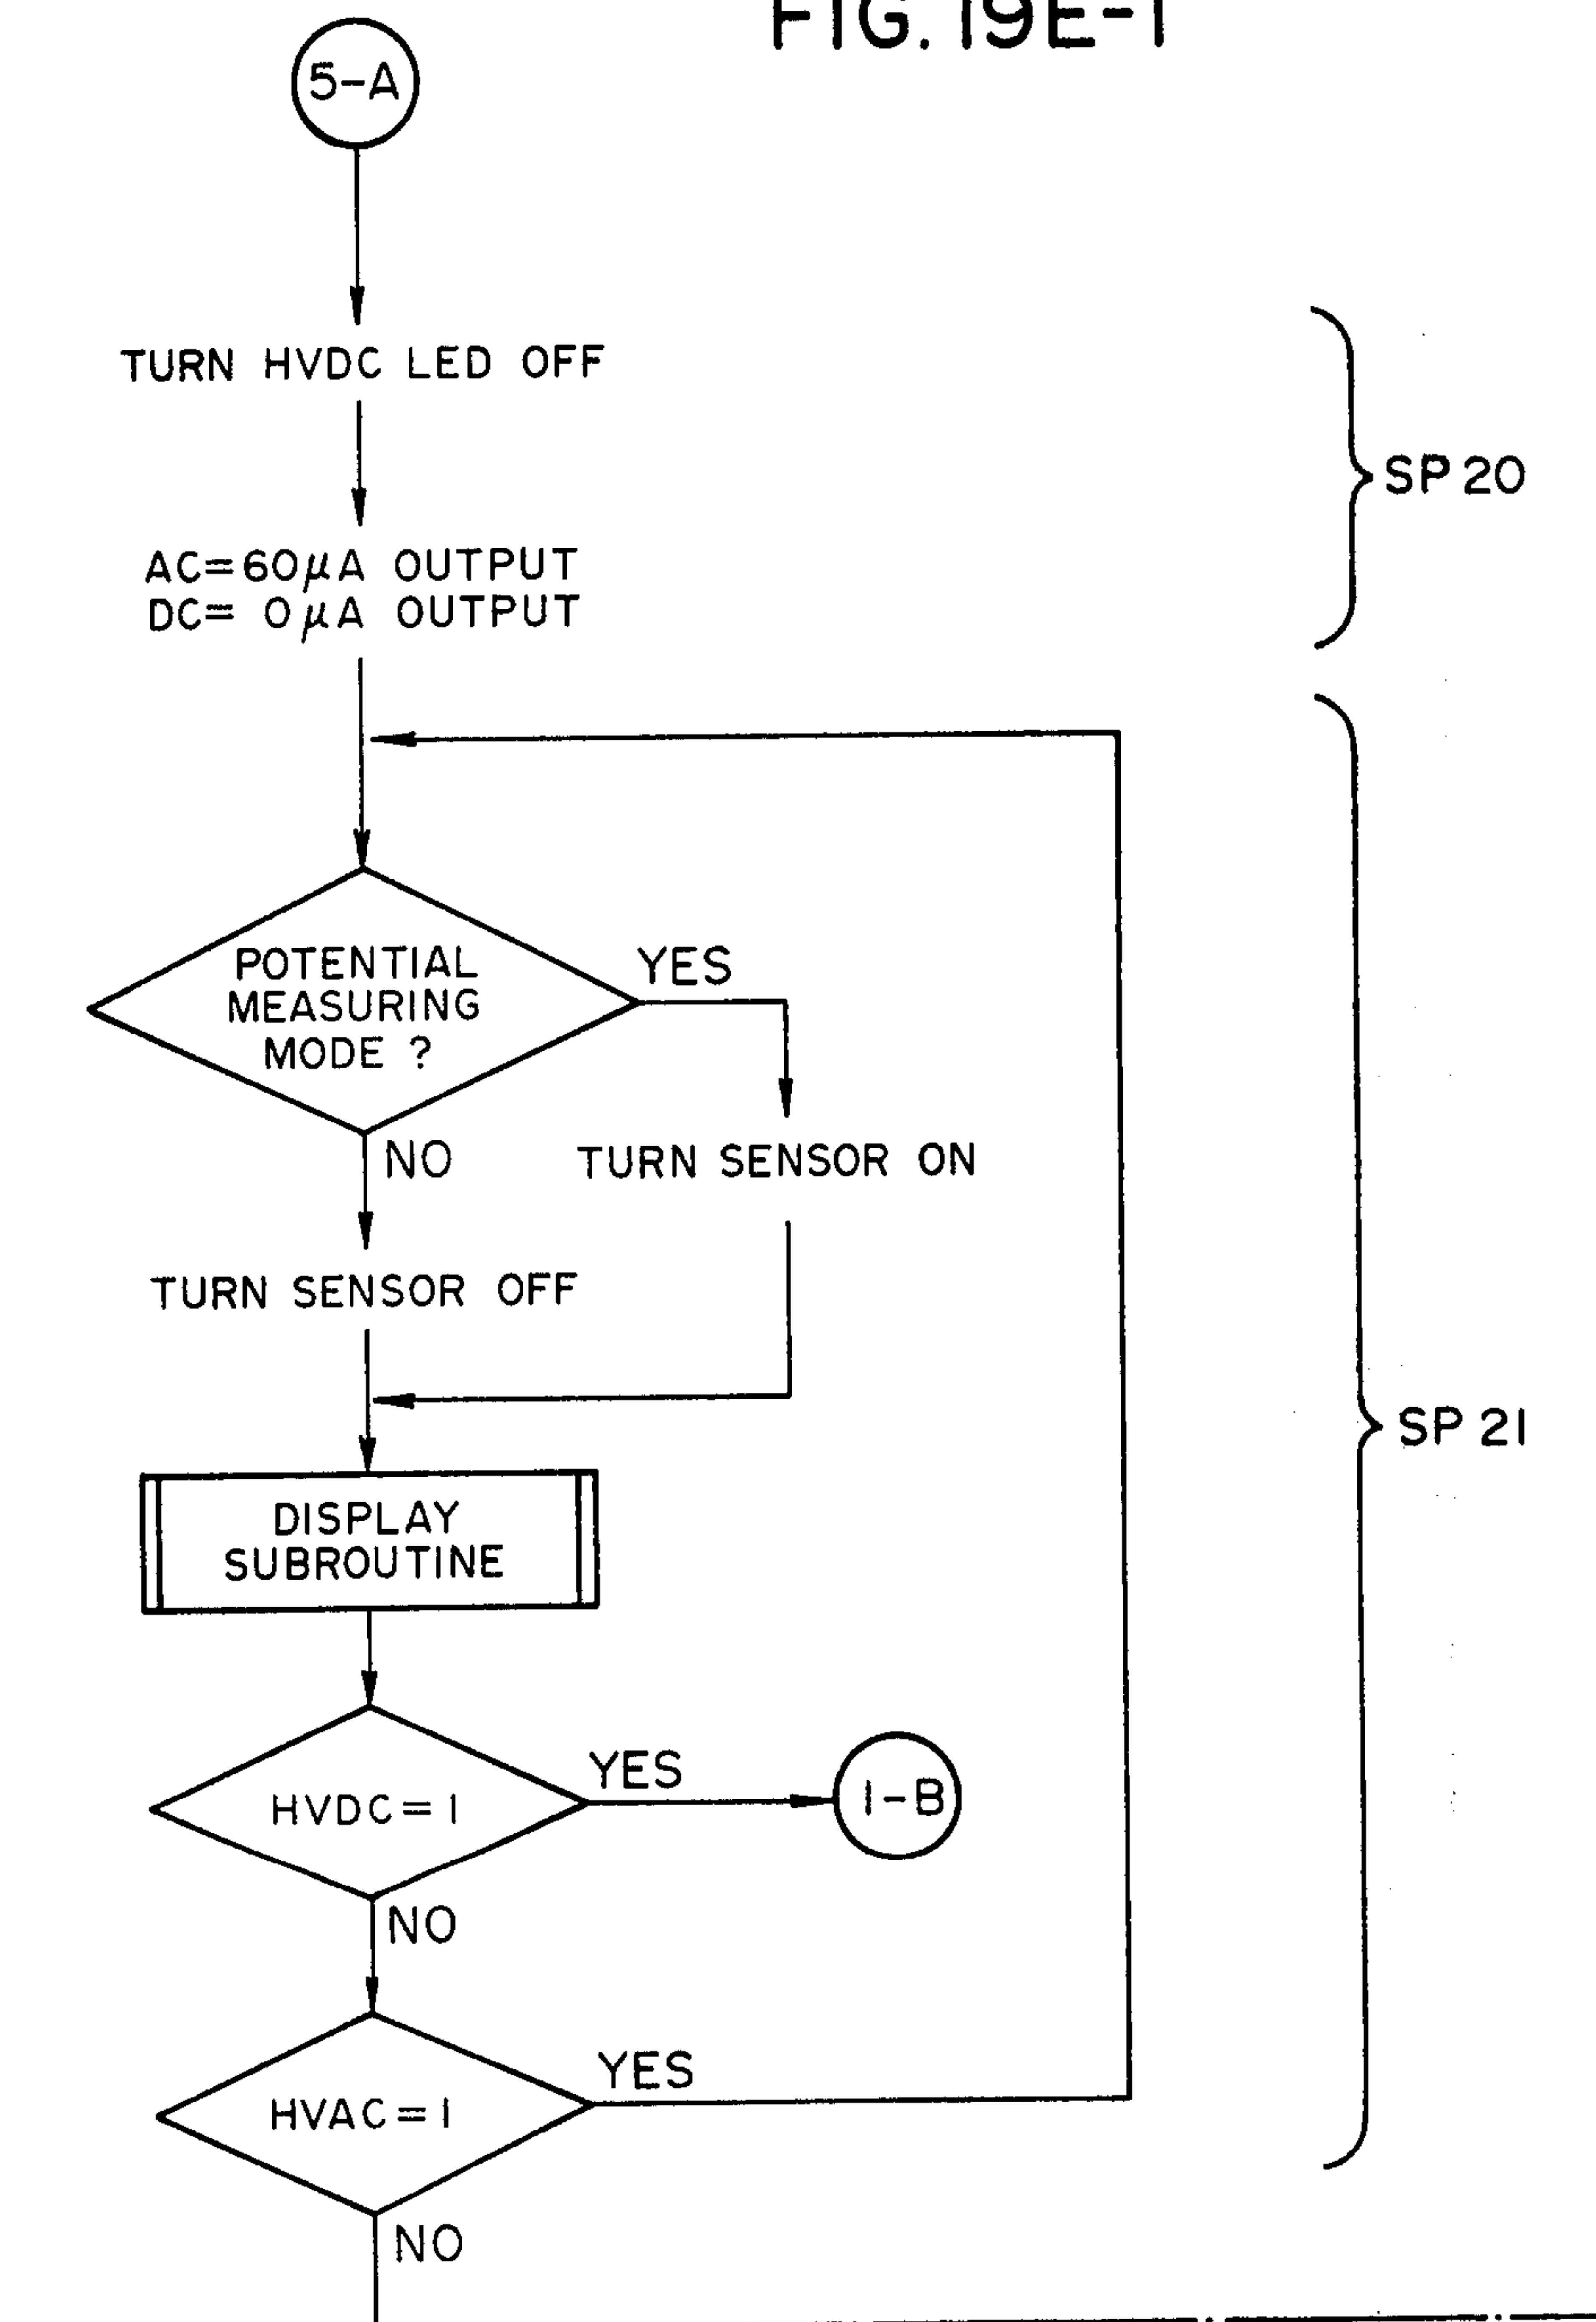 FIG. 19E-1
5-A
TURN HVDC LED OFF
SP20
AC=60μA OUTPUT
DC= 0μA OUTPUT
POTENTIAL
MEASURING
MODE ?
YES
NO
TURN SENSOR ON
TURN SENSOR OFF
SP 21
DISPLAY
SUBROUTINE
HVDC=1
YES
1-B
NO
HVAC=1
YES
NO